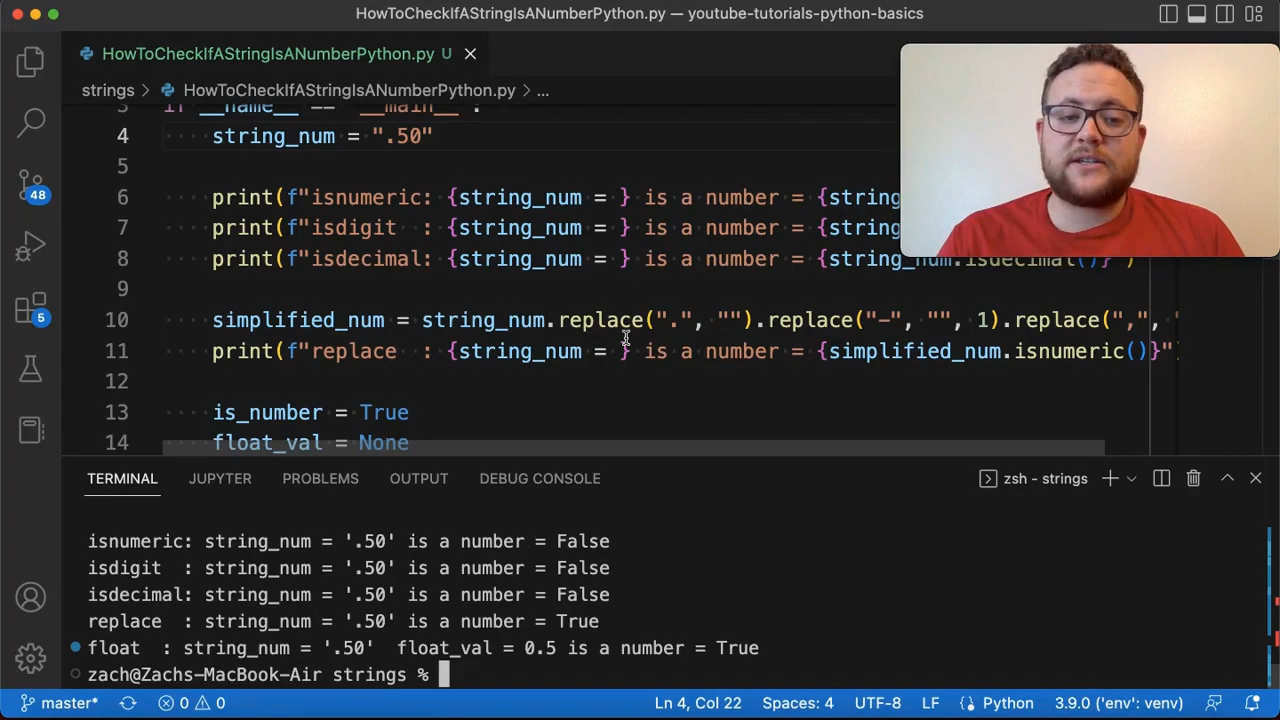 HowToCheckIfAStringIsANumberPython.py — youtube-tutorials-python-basics
HowToCheckIfAStringIsANumberPython.py U
strings > HowToCheckIfAStringIsANumberPython.py > ...
3 if __name__ == "__main__":
4 string_num = ".50"
5
6 print(f"isnumeric: {string_num = } is a number = {string
7 print(f"isdigit  : {string_num = } is a number = {string
8 print(f"isdecimal: {string_num = } is a number = {string_num.isdecimal()}")
9
10 simplified_num = string_num.replace(".", "").replace("-", "", 1).replace(",", "
11 print(f"replace  : {string_num = } is a number = {simplified_num.isnumeric()}")
12
13 is_number = True
14 float_val = None
48
5
TERMINAL JUPYTER PROBLEMS OUTPUT DEBUG CONSOLE zsh - strings
isnumeric: string_num = '.50' is a number = False
isdigit  : string_num = '.50' is a number = False
isdecimal: string_num = '.50' is a number = False
replace  : string_num = '.50' is a number = True
float  : string_num = '.50'  float_val = 0.5 is a number = True
zach@Zachs-MacBook-Air strings %
master* 0 0 Ln 4, Col 22 Spaces: 4 UTF-8 LF Python 3.9.0 ('env': venv)